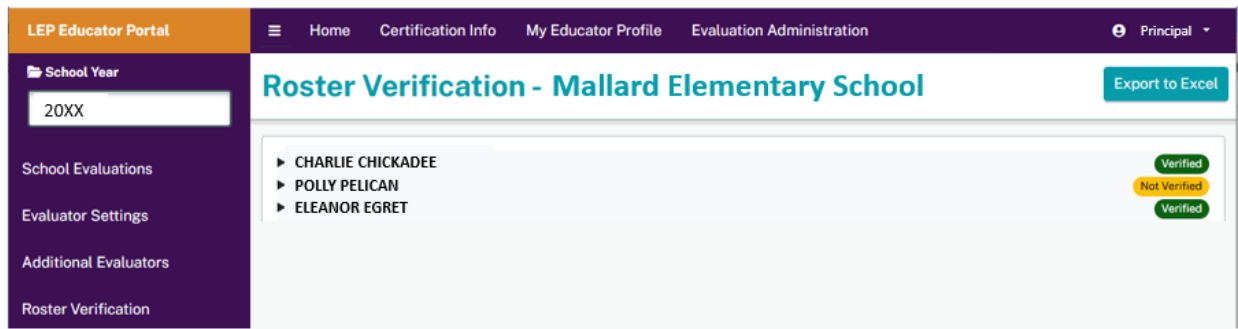 LEP Educator Portal
Home Certification Info My Educator Profile Evaluation Administration Principal
School Year
20XX
Roster Verification - Mallard Elementary School
Export to Excel
School Evaluations
Evaluator Settings
Additional Evaluators
Roster Verification
CHARLIE CHICKADEE Verified
POLLY PELICAN Not Verified
ELEANOR EGRET Verified